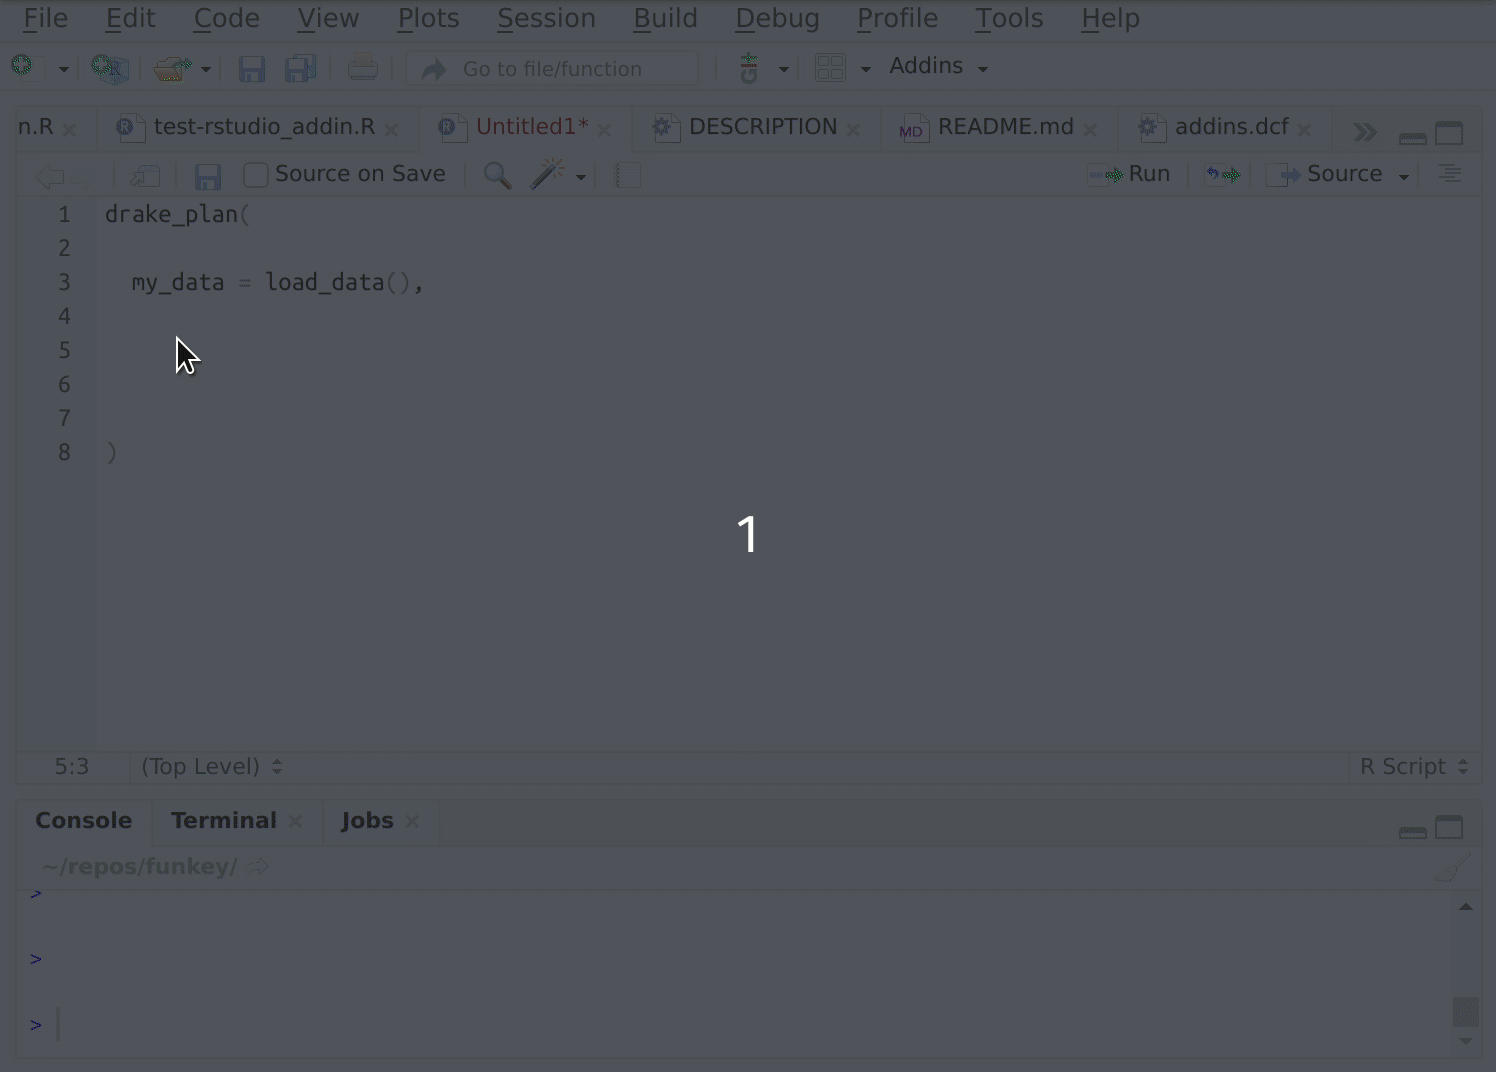 File Edit Code View Plots Session Build Debug Profile Tools Help
Go to file/function Git Addins
n.R test-rstudio_addin.R Untitled1* DESCRIPTION MD README.md addins.dcf
Source on Save Run Source
1 drake_plan(
2
3 my_data = load_data(),
4
5
6
7
8 )
1
5:3 (Top Level) R Script
Console Terminal Jobs
~/repos/funkey/
>
>
>